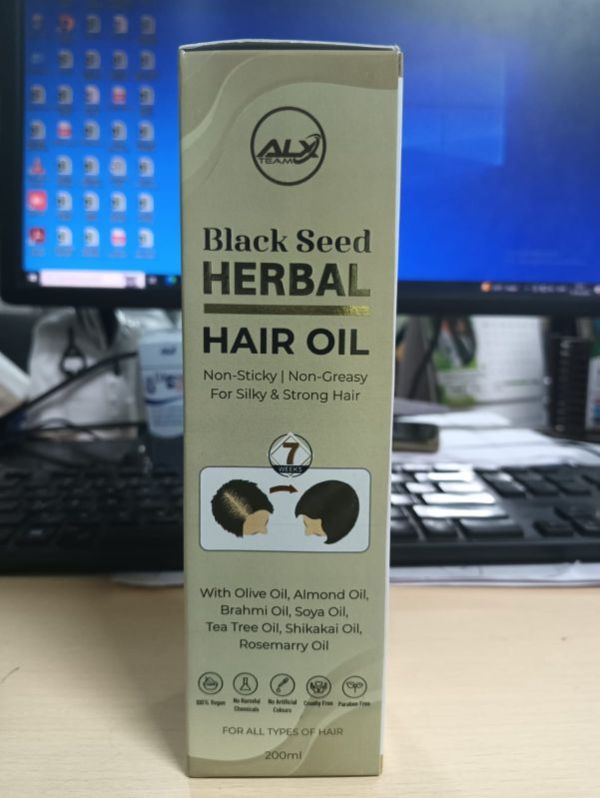 ALX
TEAM
Black Seed
HERBAL
HAIR OIL
Non-Sticky | Non-Greasy
For Silky & Strong Hair
7
WEEKS
With Olive Oil, Almond Oil,
Brahmi Oil, Soya Oil,
Tea Tree Oil, Shikakai Oil,
Rosemarry Oil
100% Vegan No Harmful Chemicals No Artificial Colours Cruelty Free Paraben Free
FOR ALL TYPES OF HAIR
200ml